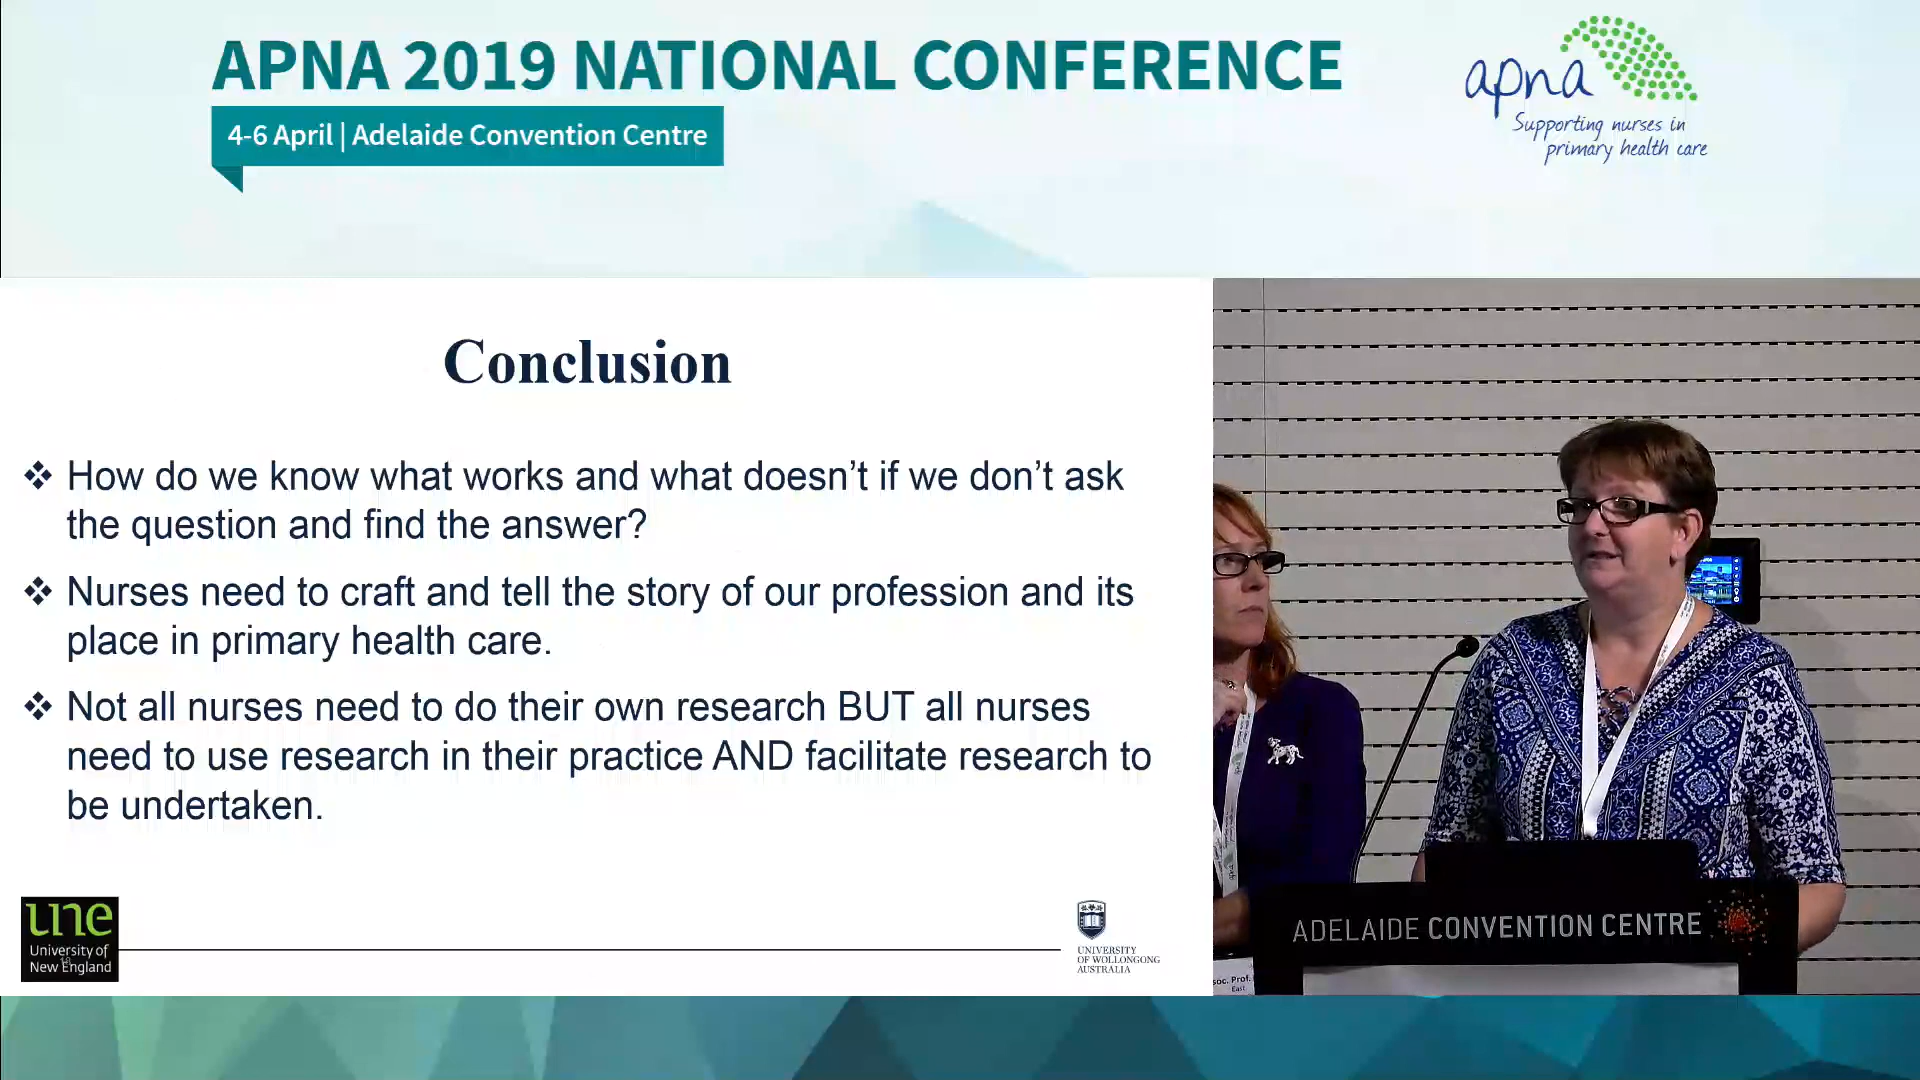 APNA 2019 NATIONAL CONFERENCE
4-6 April | Adelaide Convention Centre
apna
Supporting nurses in
primary health care
Conclusion
❖ How do we know what works and what doesn’t if we don’t ask
the question and find the answer?
❖ Nurses need to craft and tell the story of our profession and its
place in primary health care.
❖ Not all nurses need to do their own research BUT all nurses
need to use research in their practice AND facilitate research to
be undertaken.
une
University of
New England
UNIVERSITY
OF WOLLONGONG
AUSTRALIA
ADELAIDE CONVENTION CENTRE
soc. Prof.
East